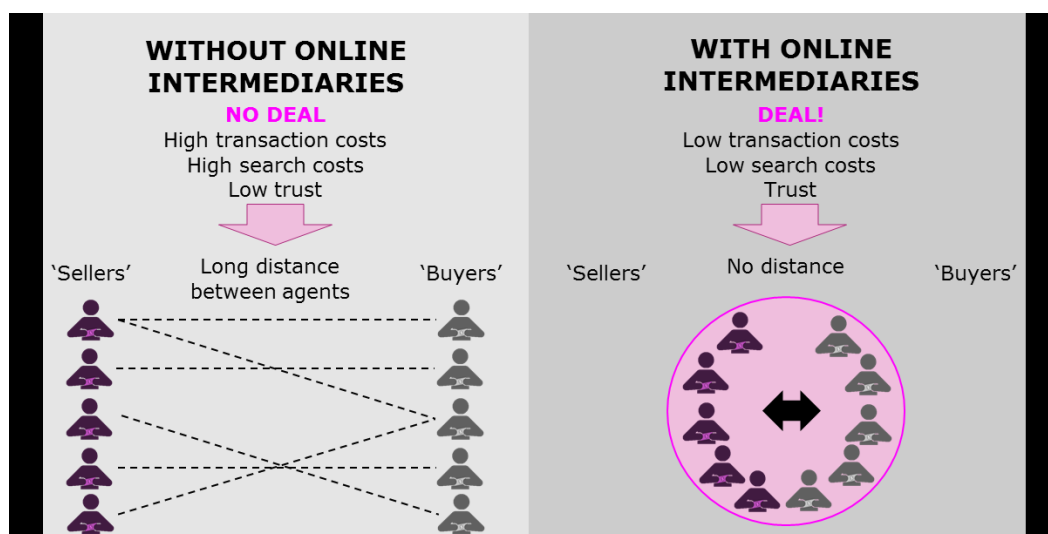 WITHOUT ONLINE
INTERMEDIARIES
NO DEAL
High transaction costs
High search costs
Low trust
‘Sellers’
Long distance
between agents
‘Buyers’
WITH ONLINE
INTERMEDIARIES
DEAL!
Low transaction costs
Low search costs
Trust
‘Sellers’
No distance
‘Buyers’